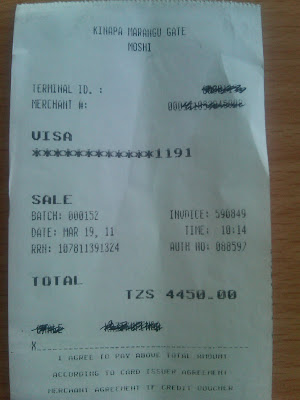 KINAPA MARANGU GATE
MOSHI
TERMINAL ID. :
MERCHANT #:
VISA
************1191
SALE
BATCH: 000152 INVOICE: 590849
DATE: MAR 19, 11 TIME: 10:14
RRN: 107811391324 AUTH NO: 080597
TOTAL
TZS 4450.00
X
I AGREE TO PAY ABOVE TOTAL AMOUNT
ACCORDING TO CARD ISSUER AGREEMENT
MERCHANT AGREEMENT IF CREDIT VOUCHER